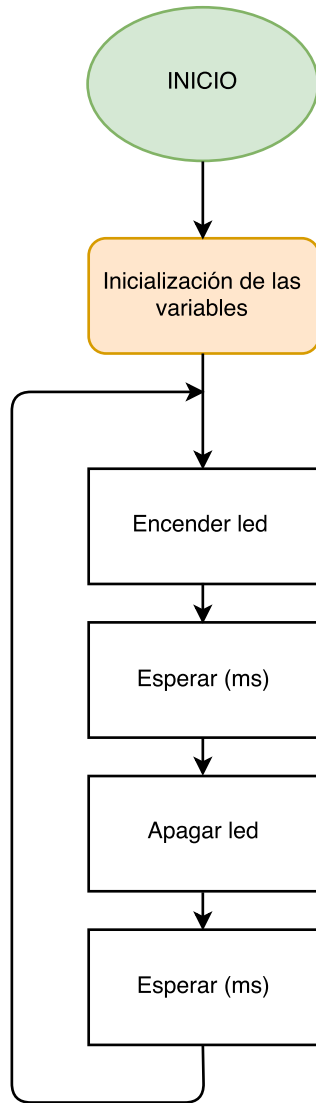 INICIO
Inicialización de las
variables
Encender led
Esperar (ms)
Apagar led
Esperar (ms)